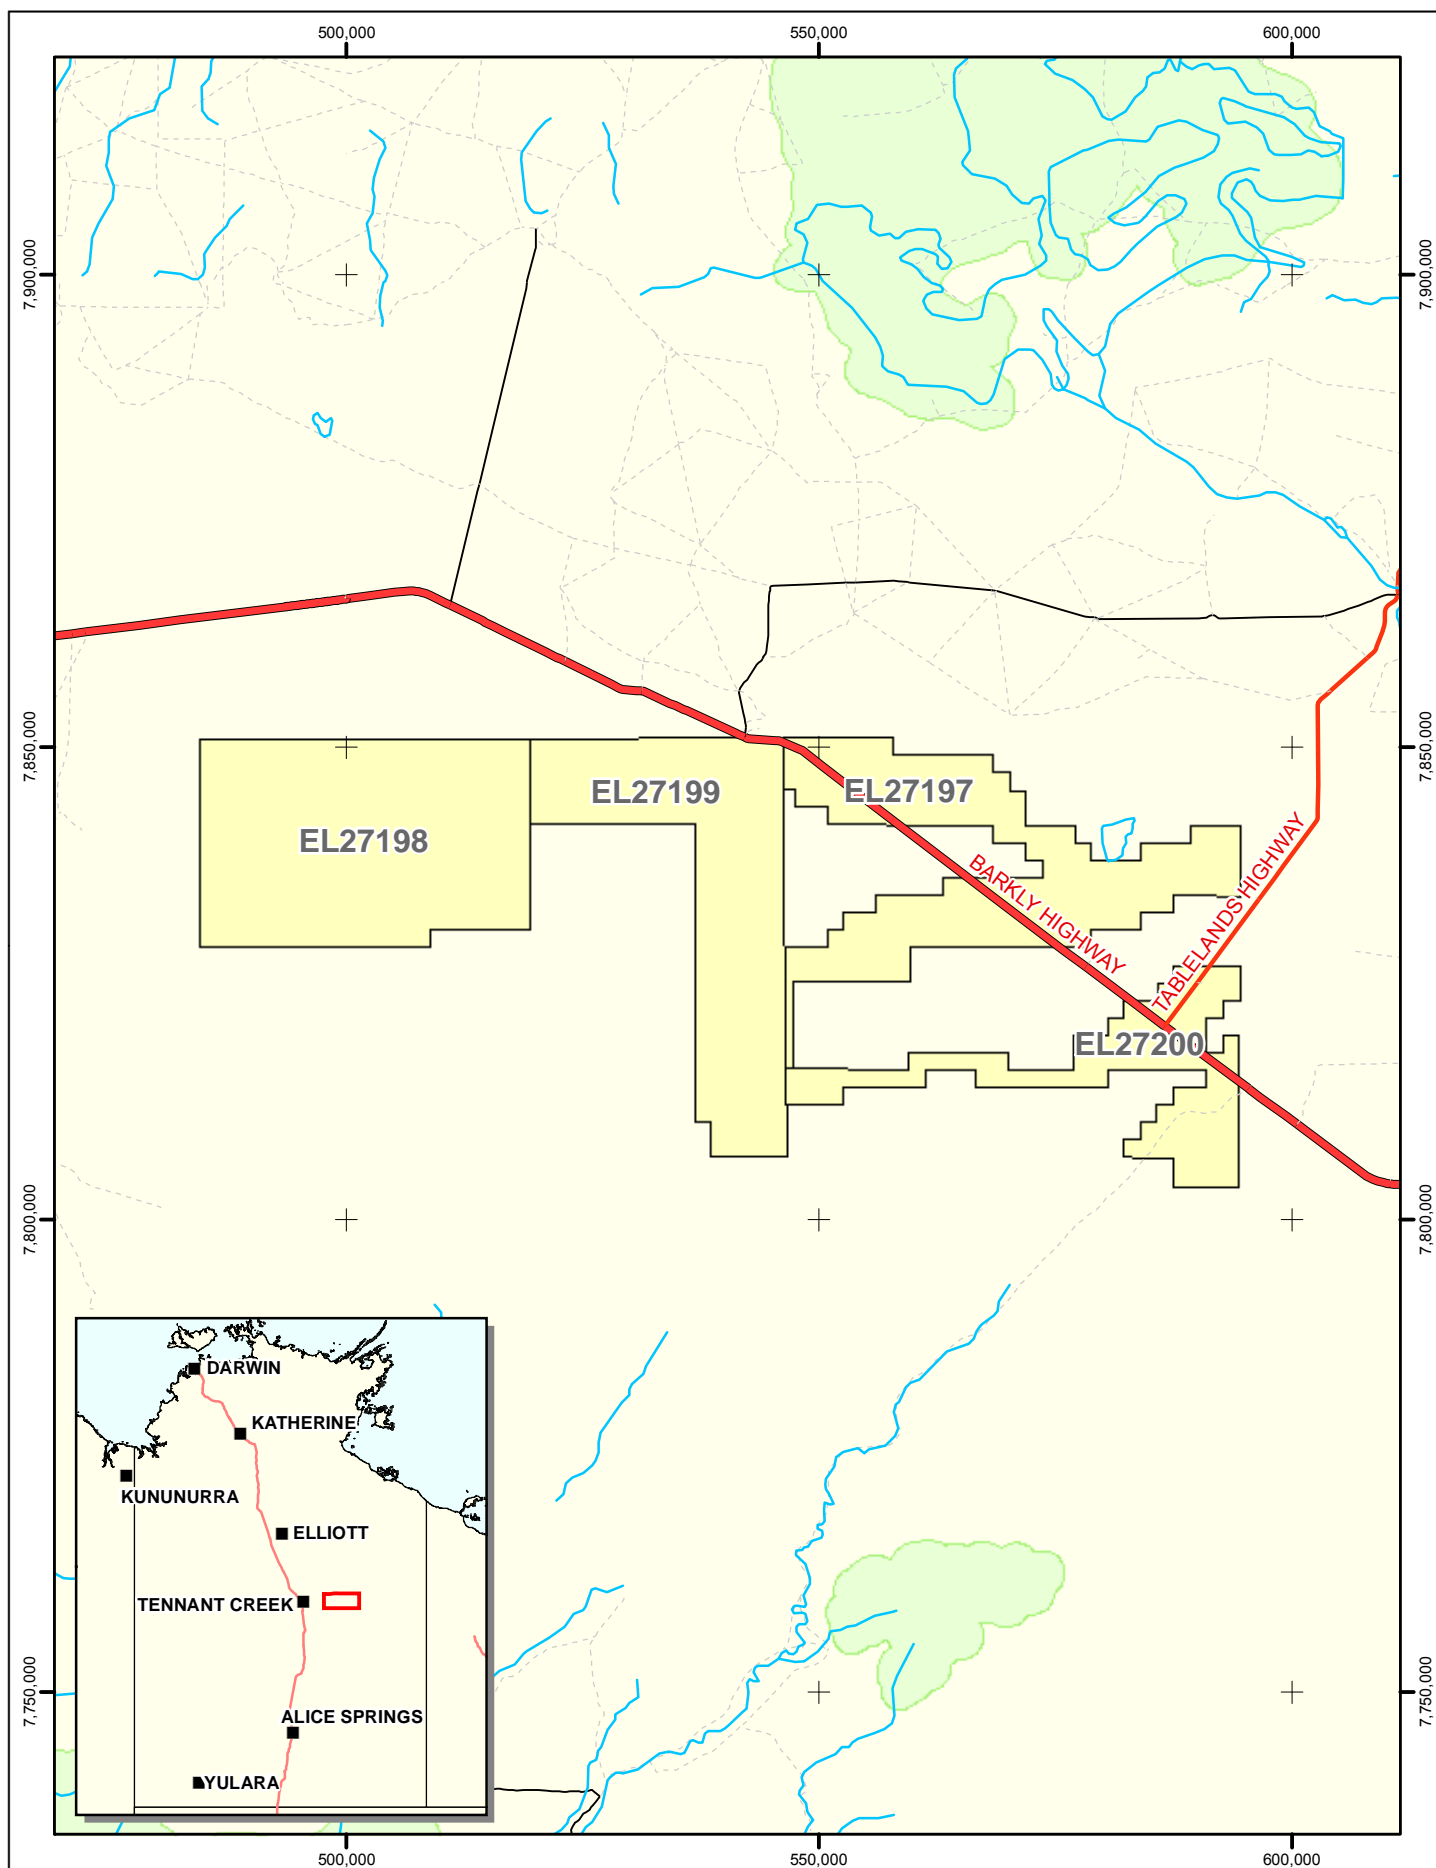 500,000
550,000
600,000
7,900,000
7,900,000
7,850,000
7,850,000
EL27199
EL27197
EL27198
BARKLY HIGHWAY
TABLELANDS HIGHWAY
EL27200
7,800,000
7,800,000
DARWIN
KATHERINE
KUNUNURRA
ELLIOTT
TENNANT CREEK
ALICE SPRINGS
YULARA
7,750,000
7,750,000
500,000
550,000
600,000